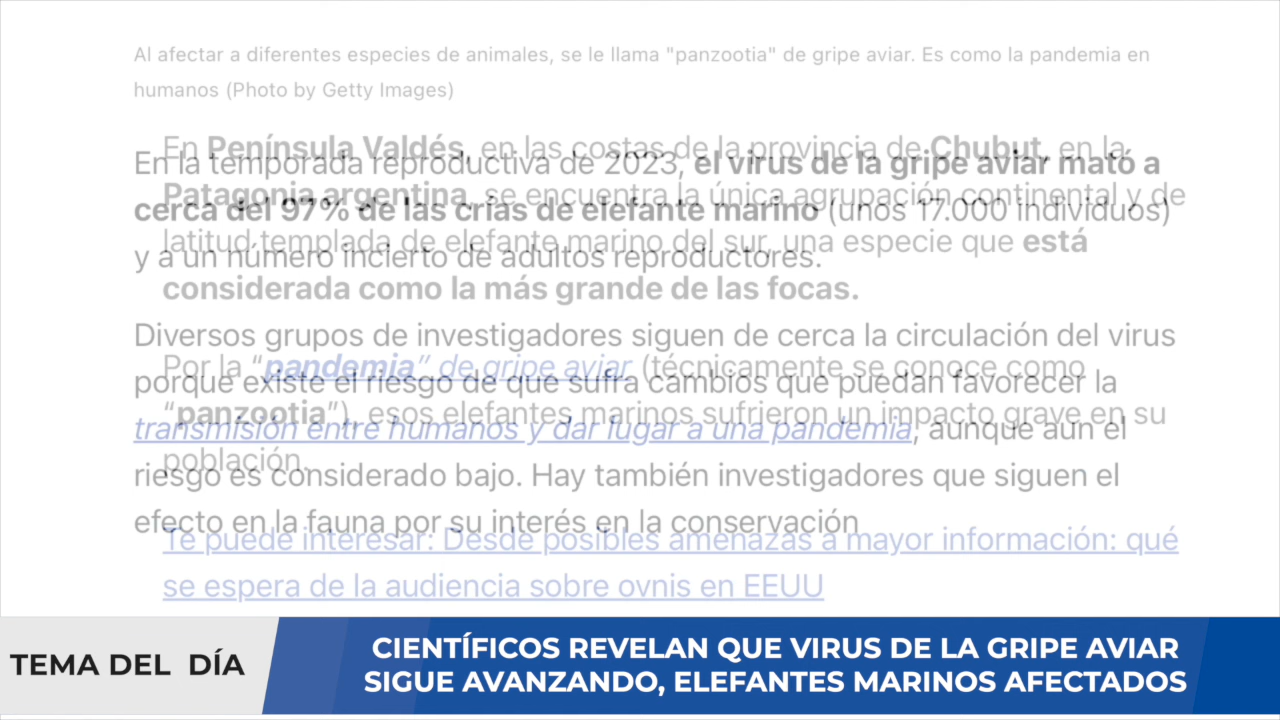 Al afectar a diferentes especies de animales, se le llama "panzootia" de gripe aviar. Es como la pandemia en
humanos (Photo by Getty Images)
En Península Valdés, en las costas de la provincia de Chubut, en la
Patagonia argentina, se encuentra la única agrupación continental y de
latitud templada de elefante marino del sur, una especie que está
considerada como la más grande de las focas.
Por la “pandemia” de gripe aviar (técnicamente se conoce como
“panzootia”), esos elefantes marinos sufrieron un impacto grave en su
población.
Te puede interesar: Desde posibles amenazas a mayor información: qué
se espera de la audiencia sobre ovnis en EEUU
En la temporada reproductiva de 2023, el virus de la gripe aviar mató a
cerca del 97% de las crías de elefante marino (unos 17.000 individuos)
y a un número incierto de adultos reproductores.
Diversos grupos de investigadores siguen de cerca la circulación del virus
porque existe el riesgo de que sufra cambios que puedan favorecer la
transmisión entre humanos y dar lugar a una pandemia, aunque aún el
riesgo es considerado bajo. Hay también investigadores que siguen el
efecto en la fauna por su interés en la conservación
TEMA DEL DÍA
CIENTÍFICOS REVELAN QUE VIRUS DE LA GRIPE AVIAR
SIGUE AVANZANDO, ELEFANTES MARINOS AFECTADOS